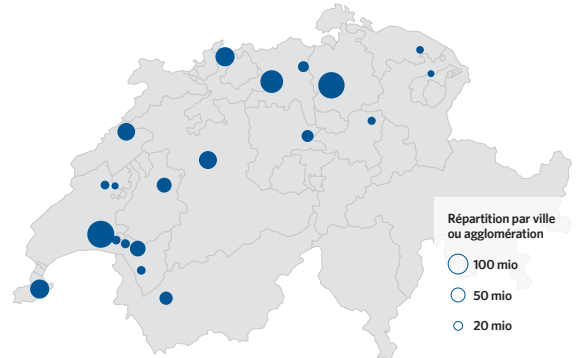 Répartition par ville
ou agglomération
100 mio
50 mio
20 mio